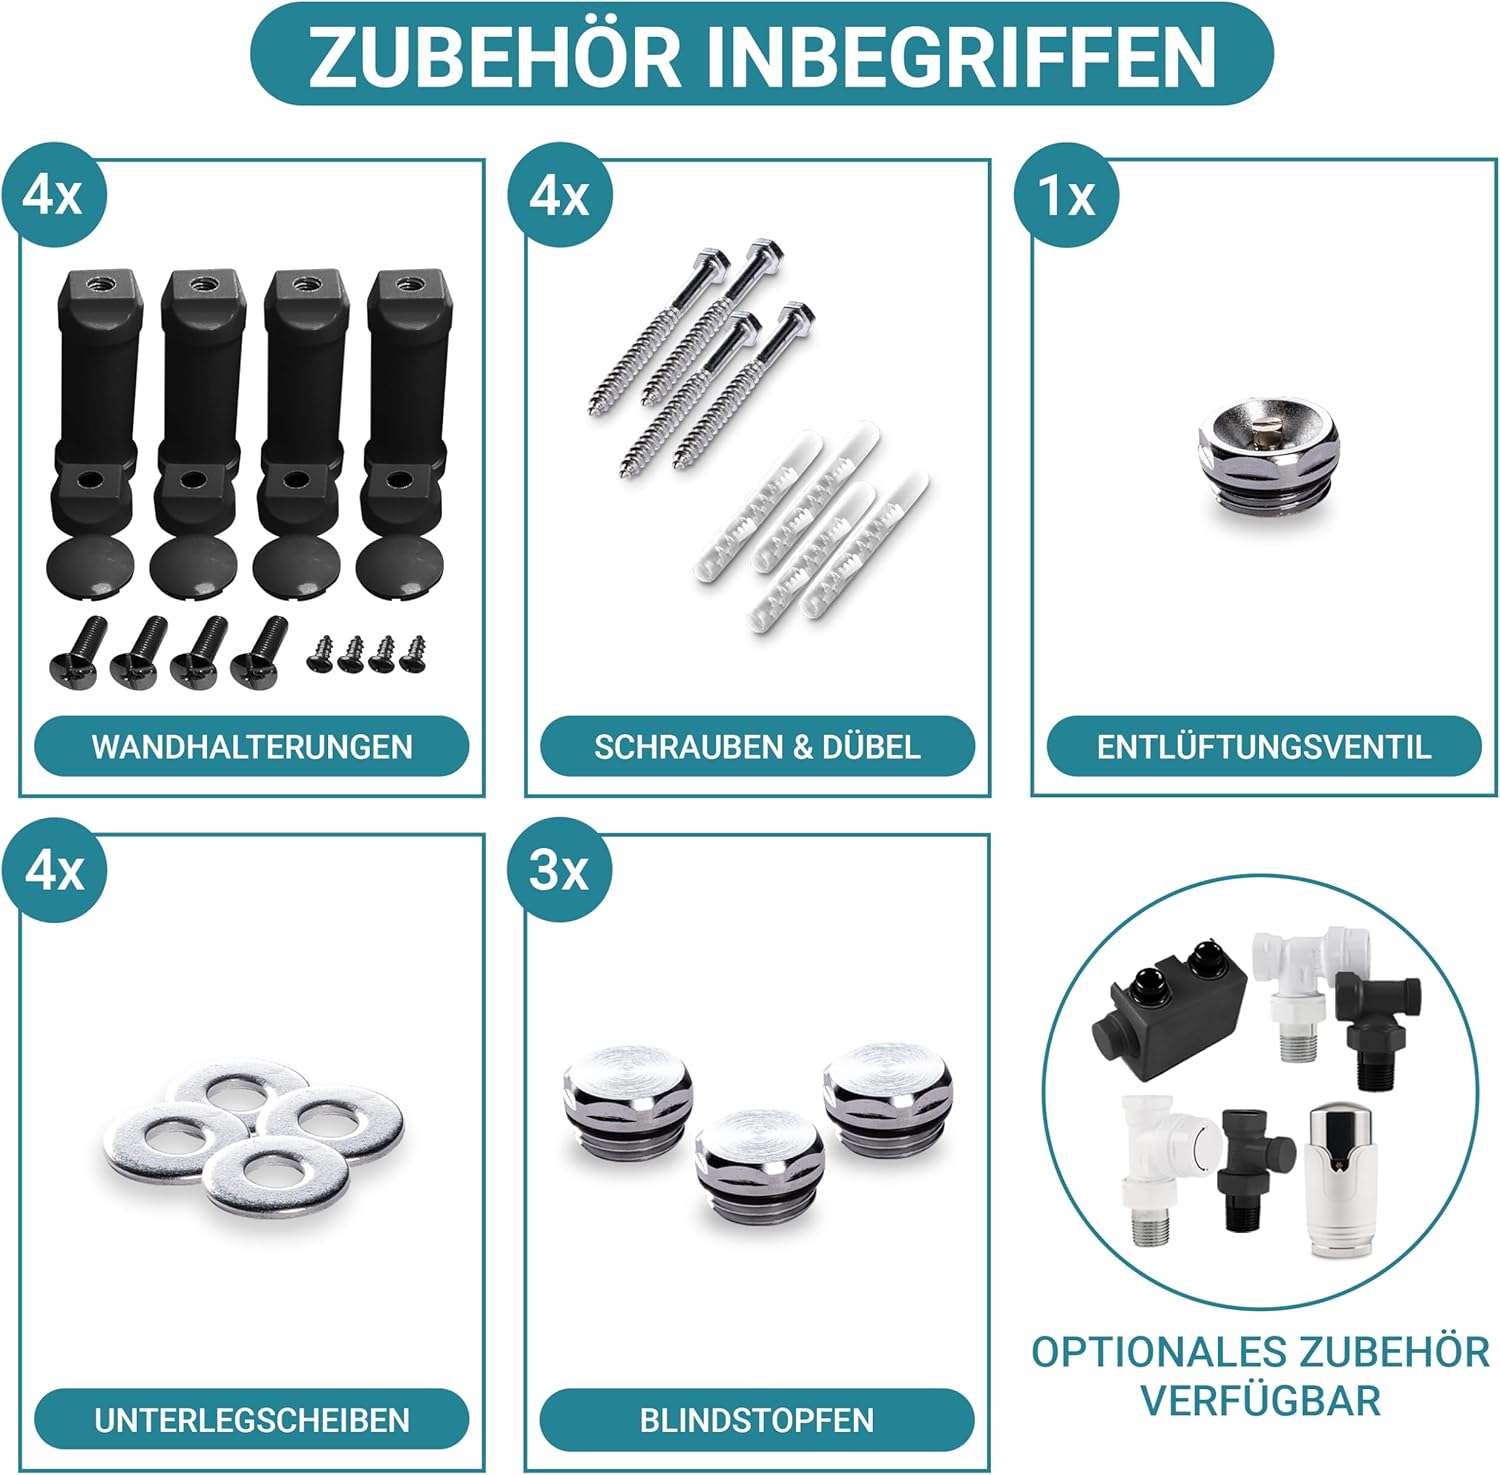 ZUBEHÖR INBEGRIFFEN
4x
4x
1x
WANDHALTERUNGEN
SCHRAUBEN & DÜBEL
ENTLÜFTUNGSVENTIL
4x
3x
UNTERLEGSCHEIBEN
BLINDSTOPFEN
OPTIONALES ZUBEHÖR
VERFÜGBAR